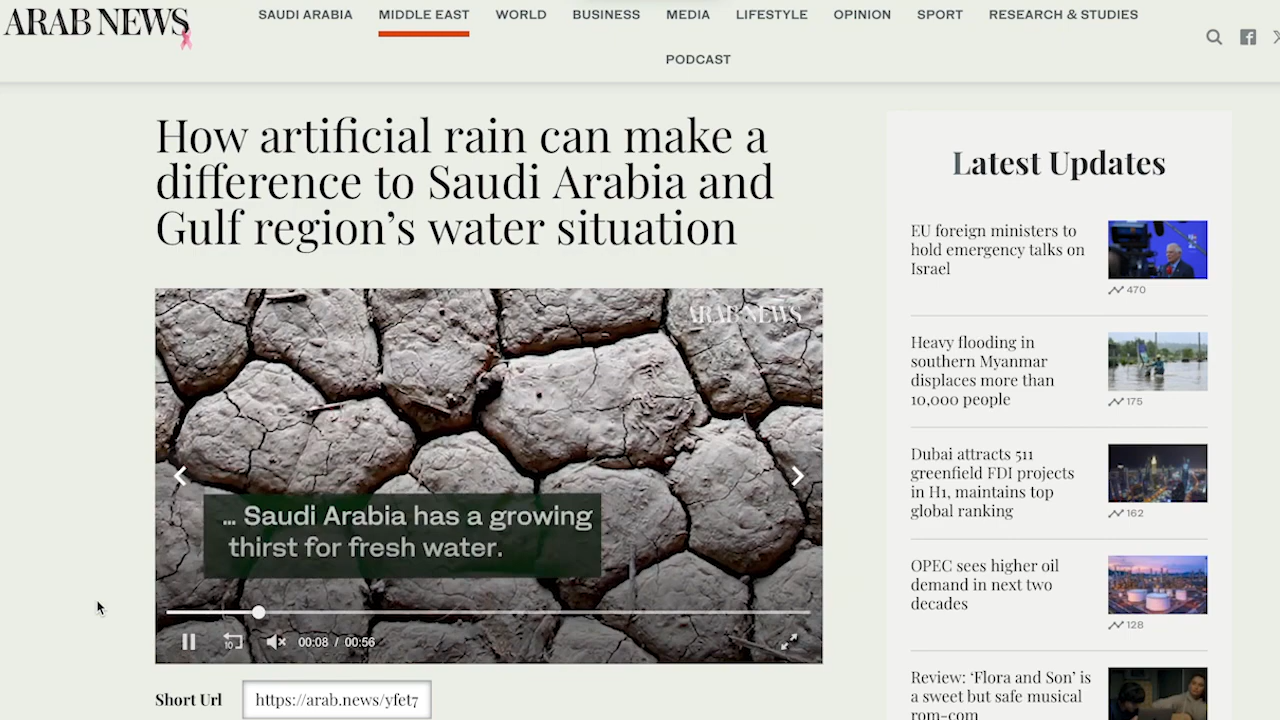 ARAB NEWS
SAUDI ARABIA MIDDLE EAST WORLD BUSINESS MEDIA LIFESTYLE OPINION SPORT RESEARCH & STUDIES
PODCAST
How artificial rain can make a
difference to Saudi Arabia and
Gulf region's water situation
ARAB NEWS
... Saudi Arabia has a growing
thirst for fresh water.
10
00:08 / 00:56
Short Url
https://arab.news/yfet7
Latest Updates
EU foreign ministers to
hold emergency talks on
Israel
470
Heavy flooding in
southern Myanmar
displaces more than
10,000 people
175
Dubai attracts 511
greenfield FDI projects
in H1, maintains top
global ranking
162
OPEC sees higher oil
demand in next two
decades
128
Review: ‘Flora and Son’ is
a sweet but safe musical
rom-com